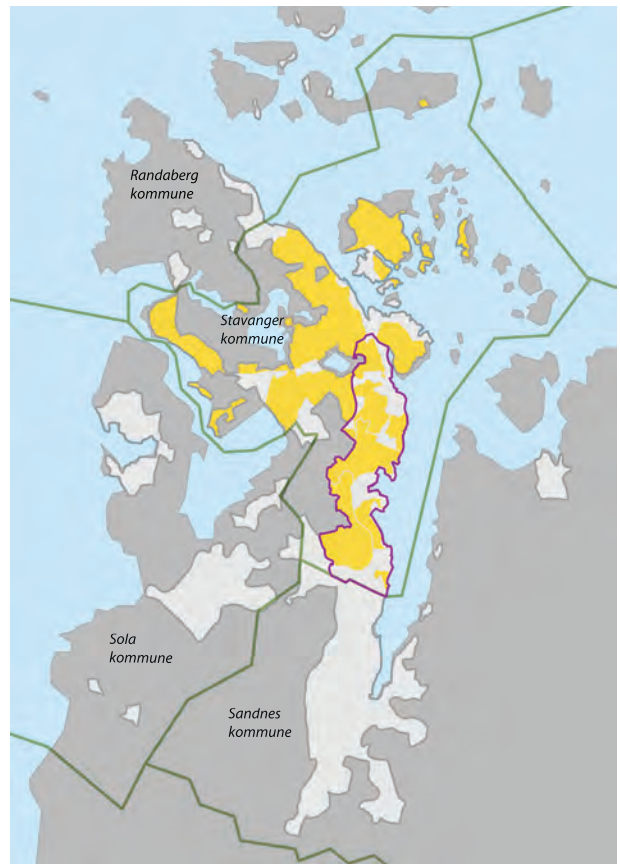 Randaberg
kommune
Stavanger
kommune
Sola
kommune
Sandnes
kommune